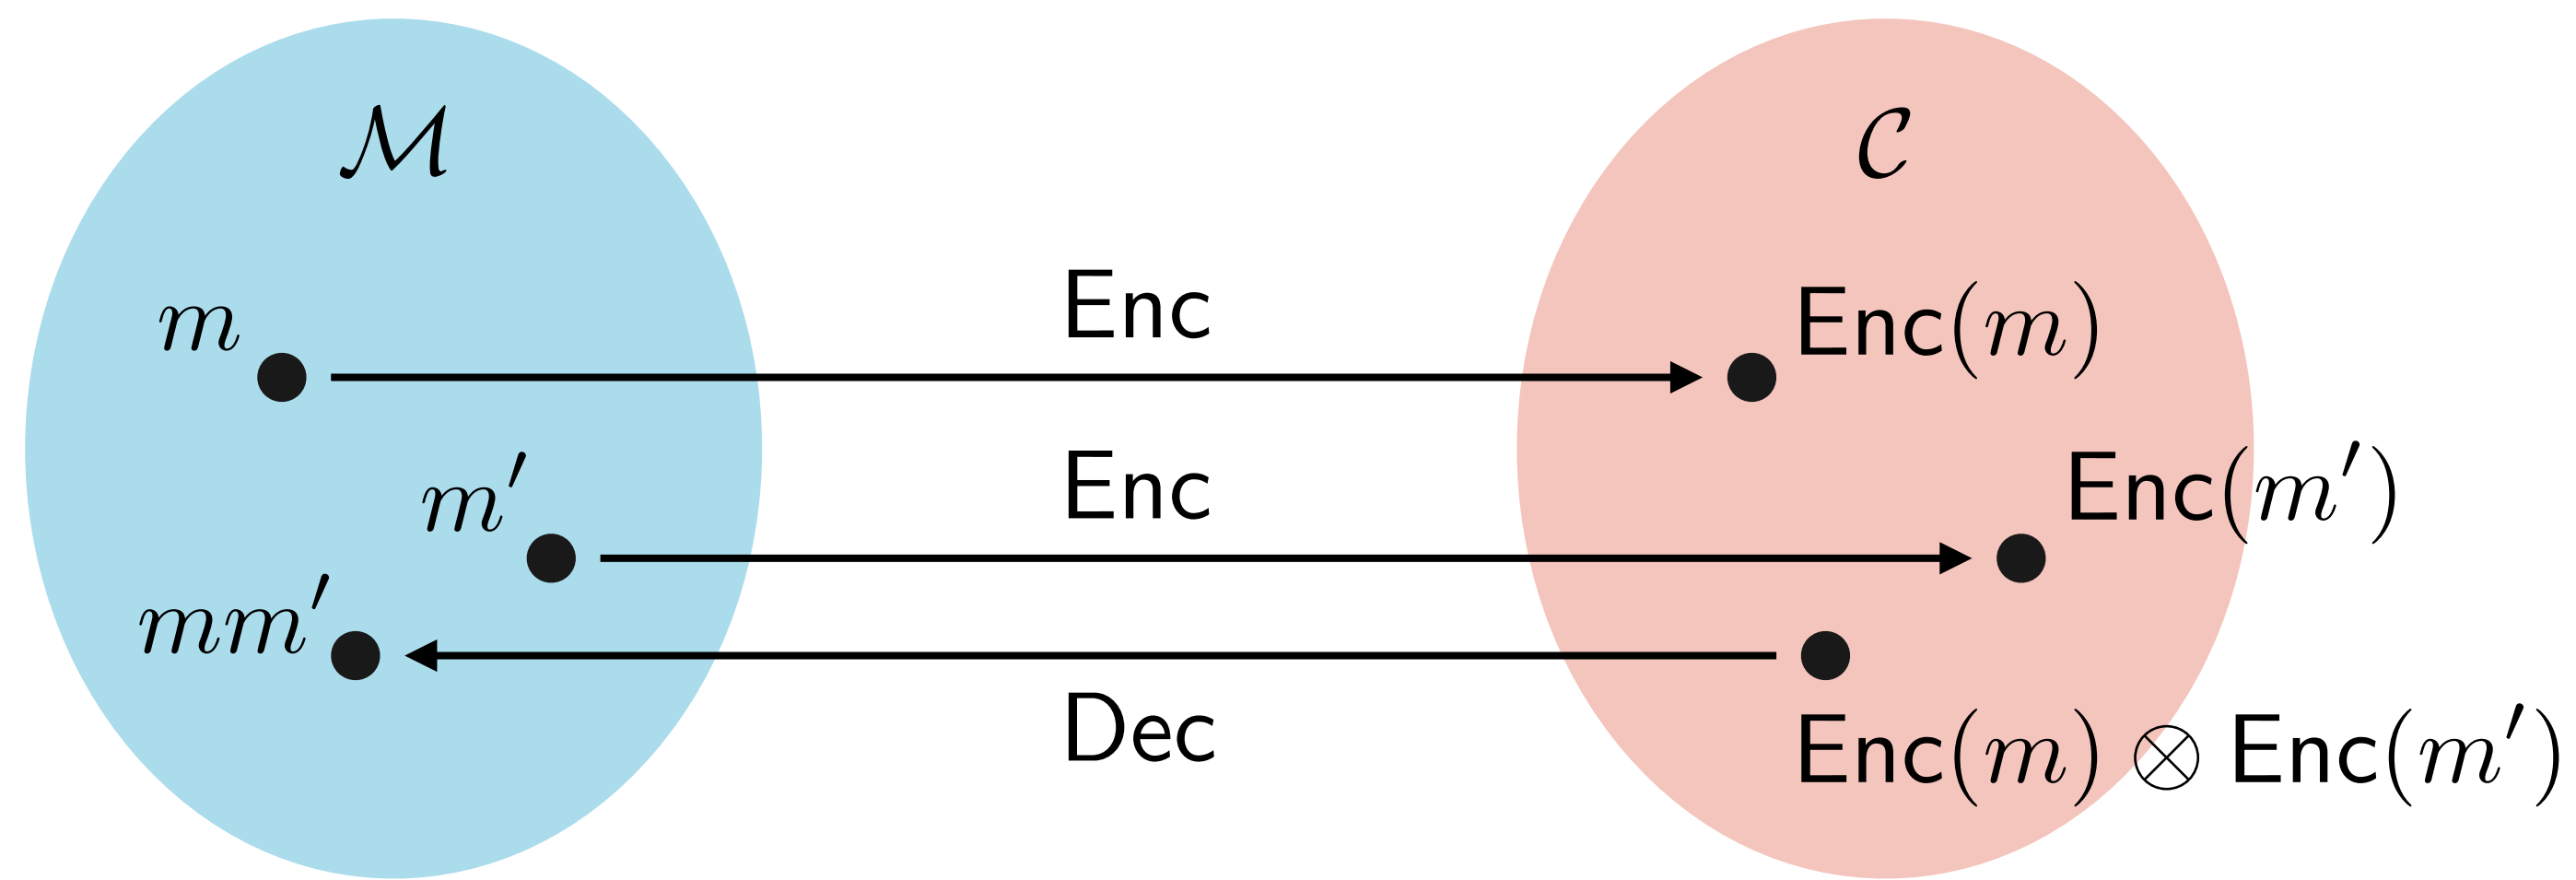 ℳ 𝒞
m Enc Enc(m)
m′ Enc Enc(m′)
mm′
Dec Enc(m) ⊗ Enc(m′)